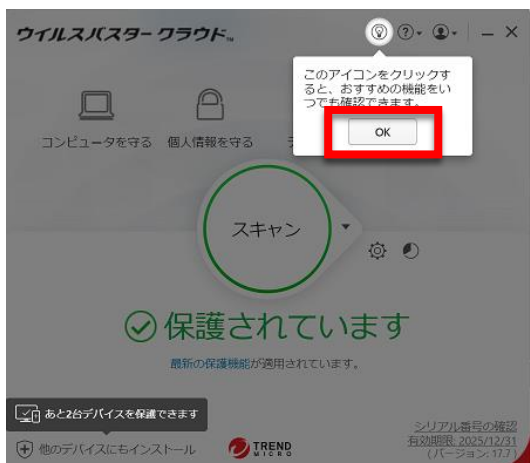 ウイルスバスター クラウド™
このアイコンをクリックす
ると、おすすめの機能をい
つでも確認できます。
OK
コンピュータを守る 個人情報を守る
スキャン
保護されています
最新の保護機能が適用されています。
あと2台デバイスを保護できます
他のデバイスにもインストール
TREND
MICRO
シリアル番号の確認
有効期限: 2025/12/31
(バージョン: 17.7)